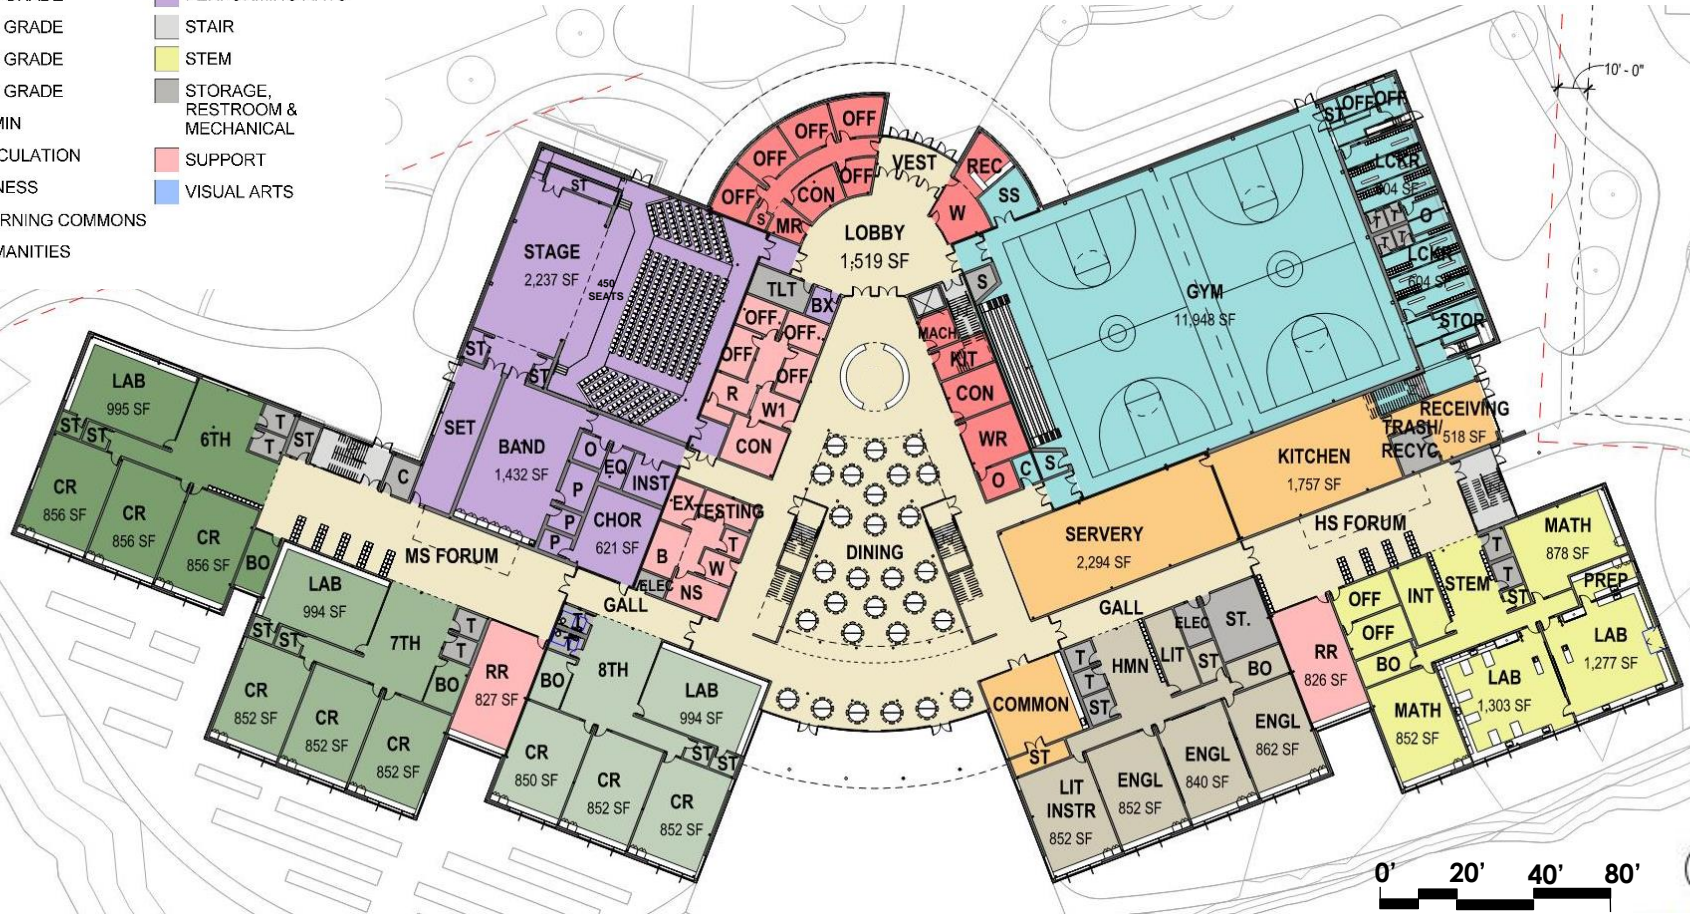 GRADE
GRADE
GRADE
STAIR
STEM
STORAGE,
RESTROOM &
MECHANICAL
SUPPORT
VISUAL ARTS
10' - 0"
OFF
OFF
OFF
OFF
OFF
CON
S
MR
VEST
REC
W
SS
LOBBY
1,519 SF
ST
STAGE
2,237 SF
450
SEATS
ST
ST
TLT
BX
OFF
OFF
OFF
OFF
R
W1
CON
S
MACH
KIT
CON
WR
O
C
S
GYM
11,948 SF
ST
OFF
OFF
LCKR
604 SF
T
T
T
T
O
LCKR
604 SF
STOR
RECEIVING
518 SF
TRASH/
RECYC
KITCHEN
1,757 SF
SERVERY
2,294 SF
HS FORUM
DINING
SET
BAND
1,432 SF
O
EQ
INST
P
P
P
CHOR
621 SF
EX
TESTING
B
T
W
NS
ELEC
LAB
995 SF
ST
ST
6TH
T
T
ST
C
CR
856 SF
CR
856 SF
CR
856 SF
BO
MS FORUM
GALL
LAB
994 SF
ST
ST
7TH
T
T
BO
CR
852 SF
CR
852 SF
CR
852 SF
RR
827 SF
T
BO
8TH
LAB
994 SF
ST
ST
CR
850 SF
CR
852 SF
CR
852 SF
GALL
COMMON
ST
T
T
ST
HMN
LIT
ELEC
ST
ST.
BO
LIT
INSTR
852 SF
ENGL
852 SF
ENGL
840 SF
ENGL
862 SF
RR
826 SF
OFF
OFF
BO
INT
STEM
T
T
ST
MATH
878 SF
PREP
LAB
1,277 SF
LAB
1,303 SF
MATH
852 SF
0' 20' 40' 80'